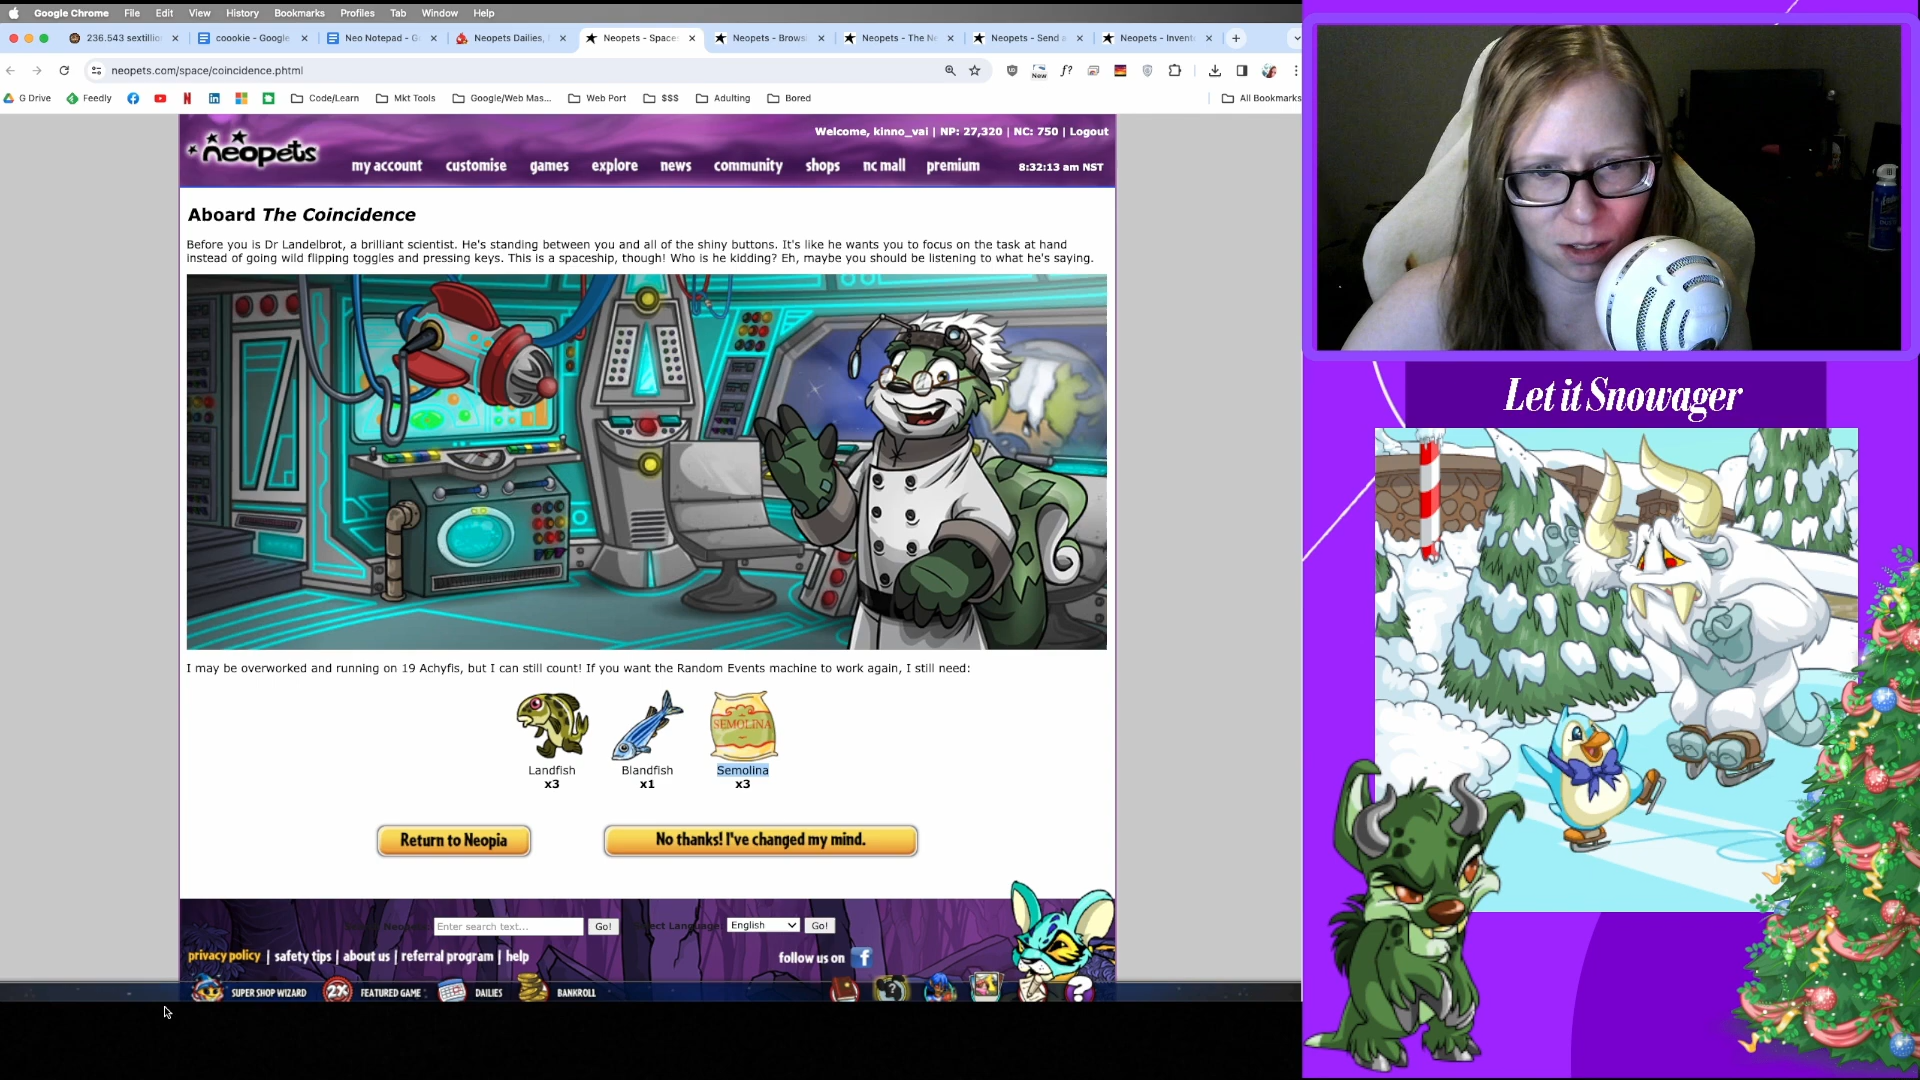 Google Chrome File Edit View History Bookmarks Profiles Tab Window Help
236.543 sextillio
coookie - Google
Neo Notepad - G
Neopets Dailies,
Neopets - Space
Neopets - Brows
Neopets - The Ne
Neopets - Send a
Neopets - Invent
neopets.com/space/coincidence.phtml
New
f?
G Drive Feedly Code/Learn Mkt Tools Google/Web Mas... Web Port $$$ Adulting Bored All Bookmarks
neopets
Welcome, kinno_vai | NP: 27,320 | NC: 750 | Logout
my account customise games explore news community shops nc mall premium 8:32:13 am NST
Aboard The Coincidence
Before you is Dr Landelbrot, a brilliant scientist. He's standing between you and all of the shiny buttons. It's like he wants you to focus on the task at hand
instead of going wild flipping toggles and pressing keys. This is a spaceship, though! Who is he kidding? Eh, maybe you should be listening to what he's saying.
I may be overworked and running on 19 Achyfis, but I can still count! If you want the Random Events machine to work again, I still need:
SEMOLINA
Landfish Blandfish Semolina
x3 x1 x3
Return to Neopia
No thanks! I've changed my mind.
Enter search text... Go! English Go!
privacy policy | safety tips | about us | referral program | help
follow us on f
SUPER SHOP WIZARD 2X FEATURED GAME DAILIES BANKROLL
?
Let it Snowager